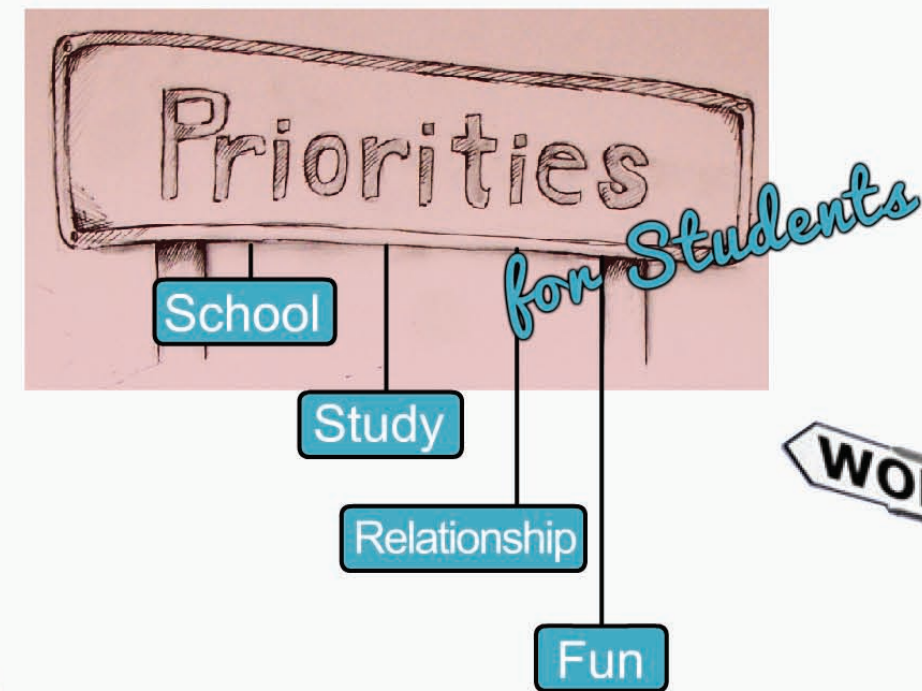 Priorities
for Students
School
Study
Relationship
Fun